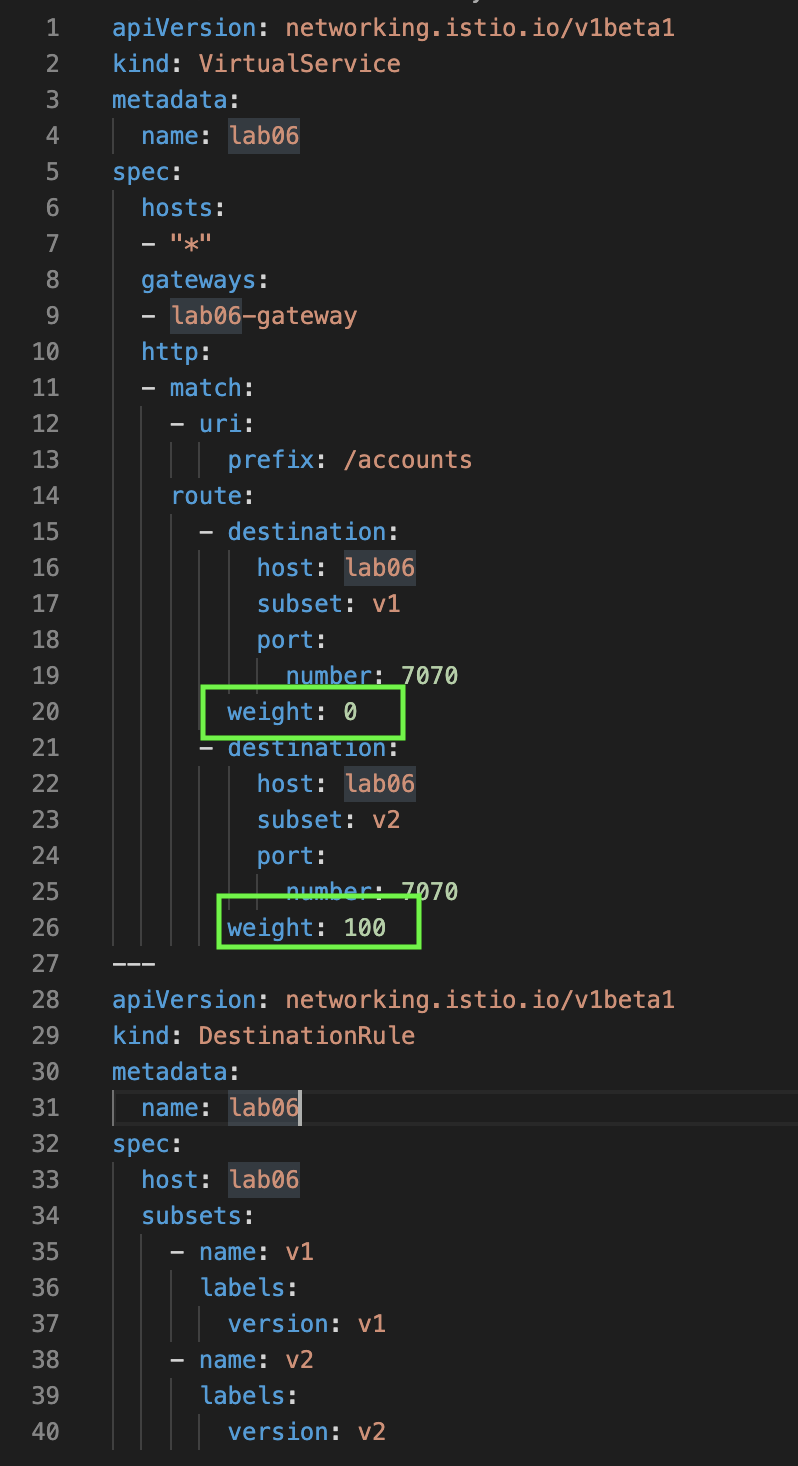 1 apiVersion: networking.istio.io/v1beta1
2 kind: VirtualService
3 metadata:
4   name: lab06
5 spec:
6   hosts:
7   - "*"
8   gateways:
9   - lab06-gateway
10   http:
11   - match:
12     - uri:
13         prefix: /accounts
14     route:
15       - destination:
16           host: lab06
17           subset: v1
18           port:
19             number: 7070
20         weight: 0
21       - destination:
22           host: lab06
23           subset: v2
24           port:
25             number: 7070
26         weight: 100
27 ---
28 apiVersion: networking.istio.io/v1beta1
29 kind: DestinationRule
30 metadata:
31   name: lab06
32 spec:
33   host: lab06
34   subsets:
35     - name: v1
36       labels:
37         version: v1
38     - name: v2
39       labels:
40         version: v2